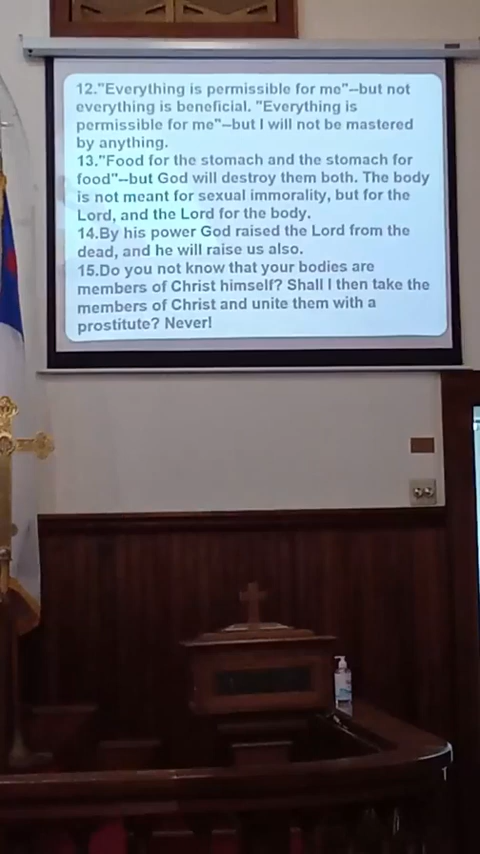 12."Everything is permissible for me"--but not
everything is beneficial. "Everything is
permissible for me"--but I will not be mastered
by anything.
13."Food for the stomach and the stomach for
food"--but God will destroy them both. The body
is not meant for sexual immorality, but for the
Lord, and the Lord for the body.
14.By his power God raised the Lord from the
dead, and he will raise us also.
15.Do you not know that your bodies are
members of Christ himself? Shall I then take the
members of Christ and unite them with a
prostitute? Never!